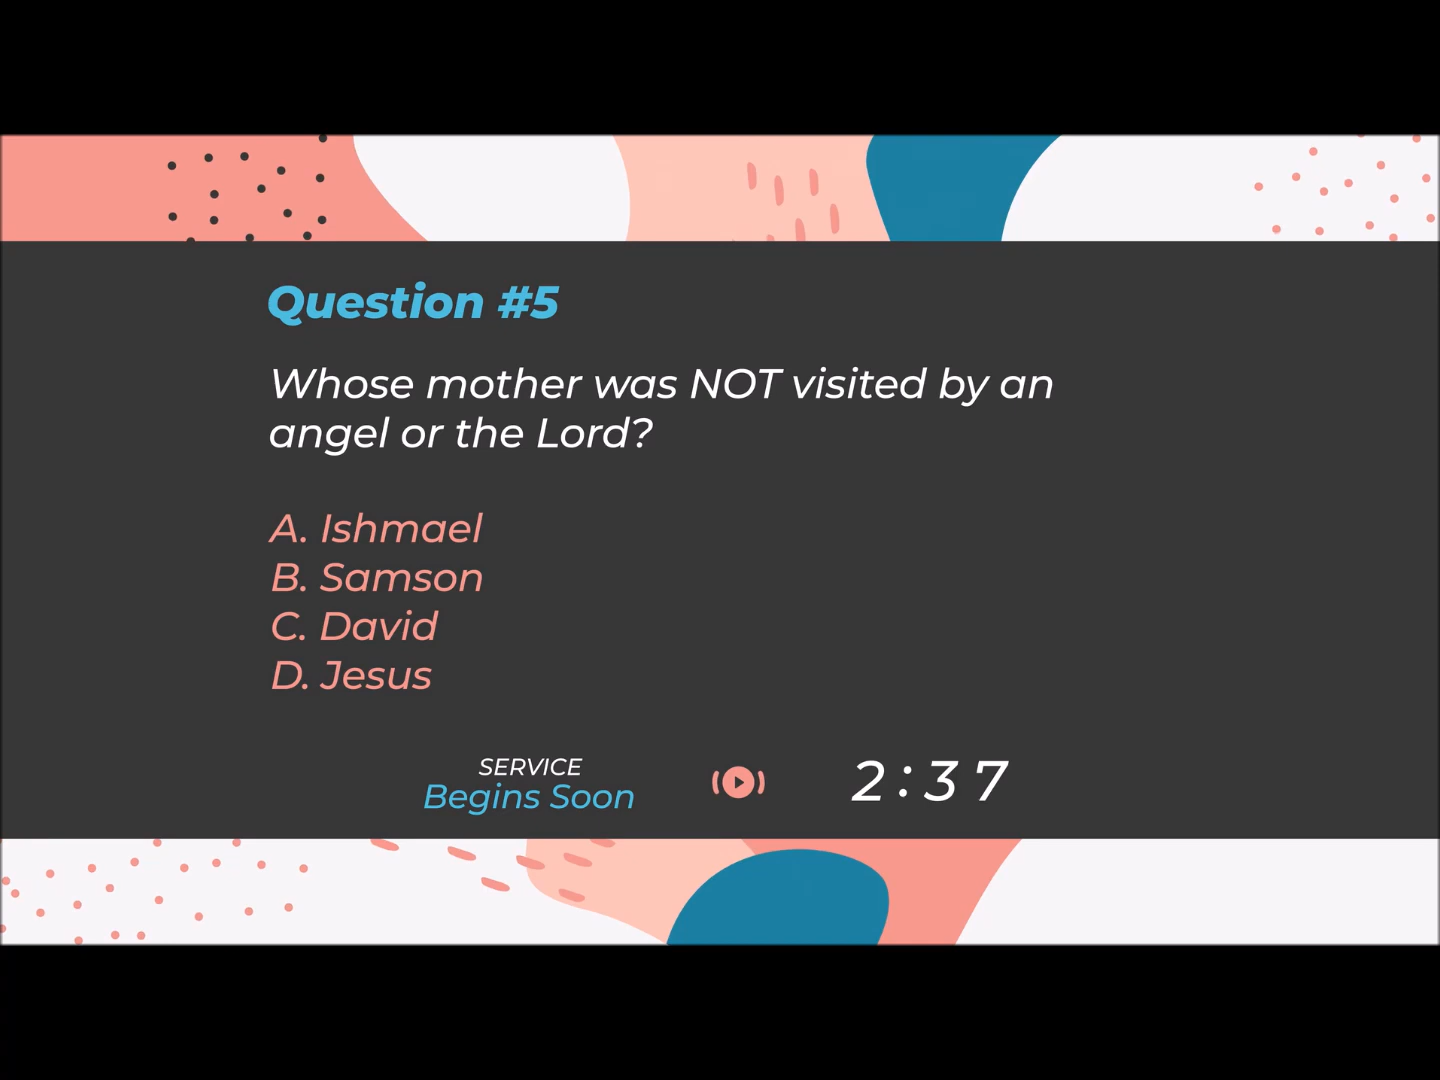 Question #5
Whose mother was NOT visited by an
angel or the Lord?
A. Ishmael
B. Samson
C. David
D. Jesus
SERVICE
Begins Soon
2:37